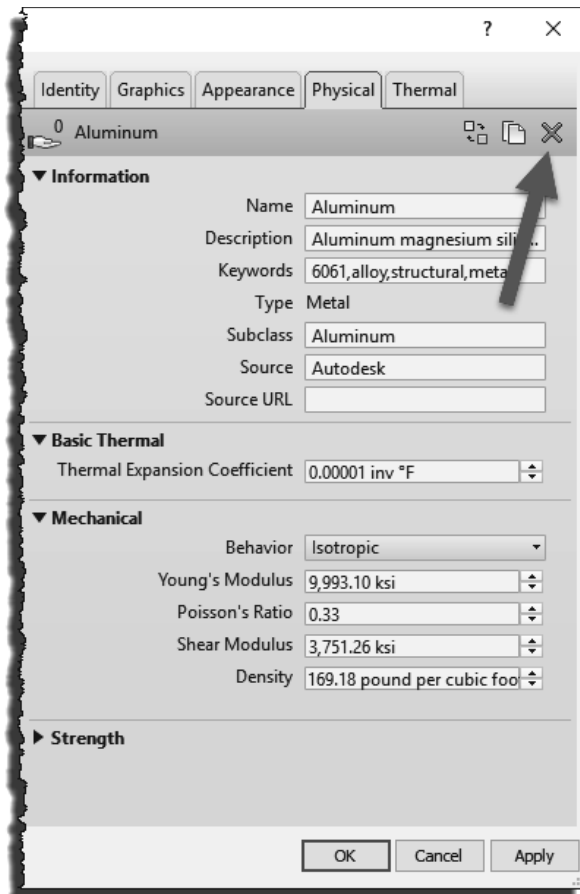 ?
Identity Graphics Appearance Physical Thermal
0 Aluminum
Information
Name Aluminum
Description Aluminum magnesium sili...
Keywords 6061,alloy,structural,meta
Type Metal
Subclass Aluminum
Source Autodesk
Source URL
Basic Thermal
Thermal Expansion Coefficient 0.00001 inv °F
Mechanical
Behavior Isotropic
Young's Modulus 9,993.10 ksi
Poisson's Ratio 0.33
Shear Modulus 3,751.26 ksi
Density 169.18 pound per cubic foo
Strength
OK Cancel Apply